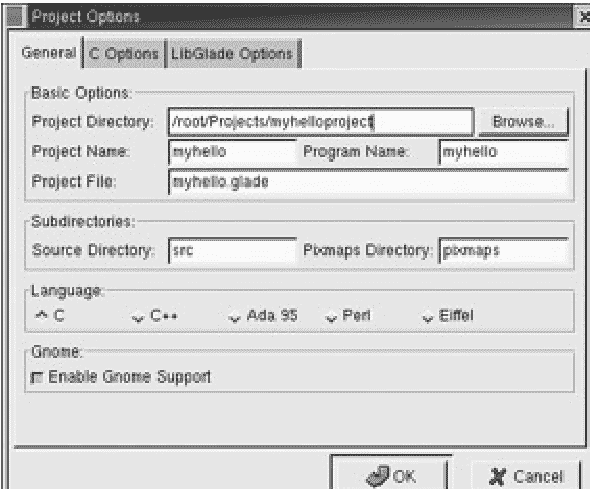 Project Options
General C Options LibGlade Options
Basic Options:
Project Directory: /root/Projects/myhelloproject Browse...
Project Name: myhello Program Name: myhello
Project File: myhello.glade
Subdirectories:
Source Directory: src Pixmaps Directory: pixmaps
Language:
C C++ Ada 95 Perl Eiffel
Gnome:
Enable Gnome Support
OK Cancel